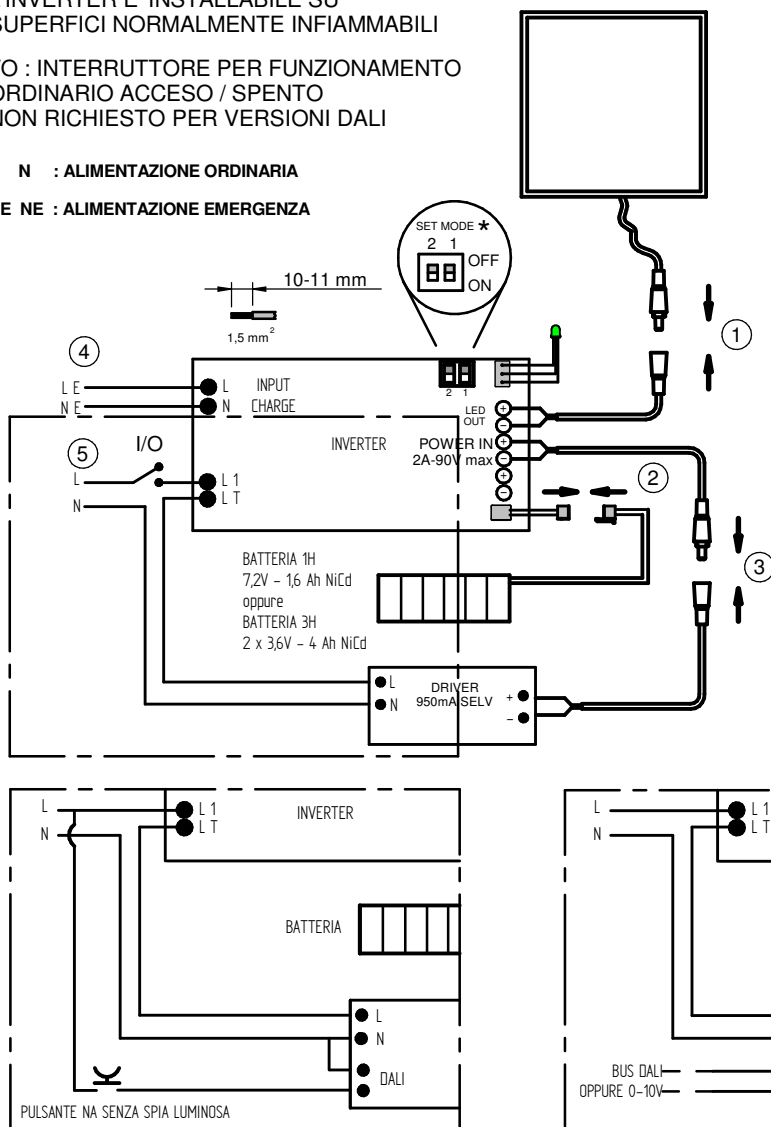 INVERTER E' INSTALLABILE SU
SUPERFICI NORMALMENTE INFIAMMABILI
O : INTERRUTTORE PER FUNZIONAMENTO
ORDINARIO ACCESO / SPENTO
NON RICHIESTO PER VERSIONI DALI
N : ALIMENTAZIONE ORDINARIA
E NE : ALIMENTAZIONE EMERGENZA
SET MODE *
2 1
OFF
ON
10-11 mm
1,5 mm2
1
4
L E
N E
L
N
INPUT
CHARGE
2 1
LED
OUT
+
-
POWER IN
2A-90V max
+
-
+
-
INVERTER
5
I/O
L
N
L 1
L T
2
3
BATTERIA 1H
7,2V – 1,6 Ah NiCd
oppure
BATTERIA 3H
2 x 3,6V – 4 Ah NiCd
L
N
DRIVER
950mA SELV
+
-
L
N
L 1
L T
INVERTER
BATTERIA
L
N
DALI
PULSANTE NA SENZA SPIA LUMINOSA
L
N
L 1
L T
BUS DALI
OPPURE 0-10V